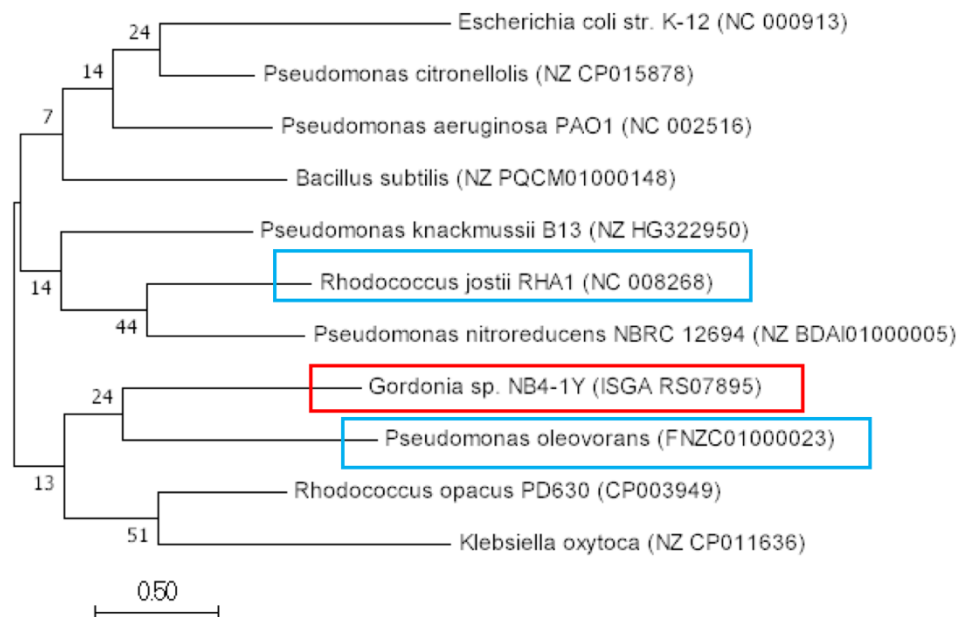 Escherichia coli str. K-12 (NC 000913)
24
Pseudomonas citronellolis (NZ CP015878)
14
7
Pseudomonas aeruginosa PAO1 (NC 002516)
Bacillus subtilis (NZ PQCM01000148)
Pseudomonas knackmussii B13 (NZ HG322950)
14
Rhodococcus jostii RHA1 (NC 008268)
44
Pseudomonas nitroreducens NBRC 12694 (NZ BDAI01000005)
Gordonia sp. NB4-1Y (ISGA RS07895)
24
Pseudomonas oleovorans (FNZC01000023)
13
Rhodococcus opacus PD630 (CP003949)
51
Klebsiella oxytoca (NZ CP011636)
0.50